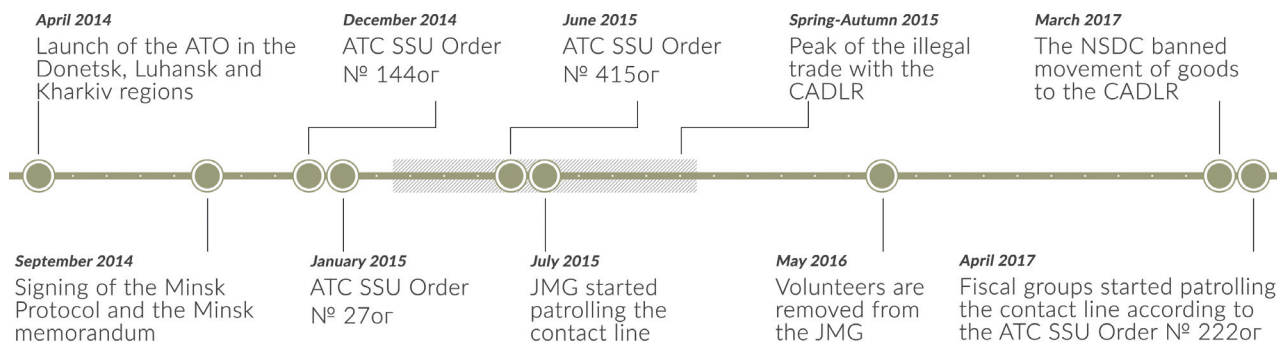 April 2014
Launch of the ATO in the
Donetsk, Luhansk and
Kharkiv regions
December 2014
ATC SSU Order
№ 144ог
June 2015
ATC SSU Order
№ 415ог
Spring-Autumn 2015
Peak of the illegal
trade with the
CADLR
March 2017
The NSDC banned
movement of goods
to the CADLR
September 2014
Signing of the Minsk
Protocol and the Minsk
memorandum
January 2015
ATC SSU Order
№ 27ог
July 2015
JMG started
patrolling the
contact line
May 2016
Volunteers are
removed from
the JMG
April 2017
Fiscal groups started patrolling
the contact line according to
the ATC SSU Order № 222ог